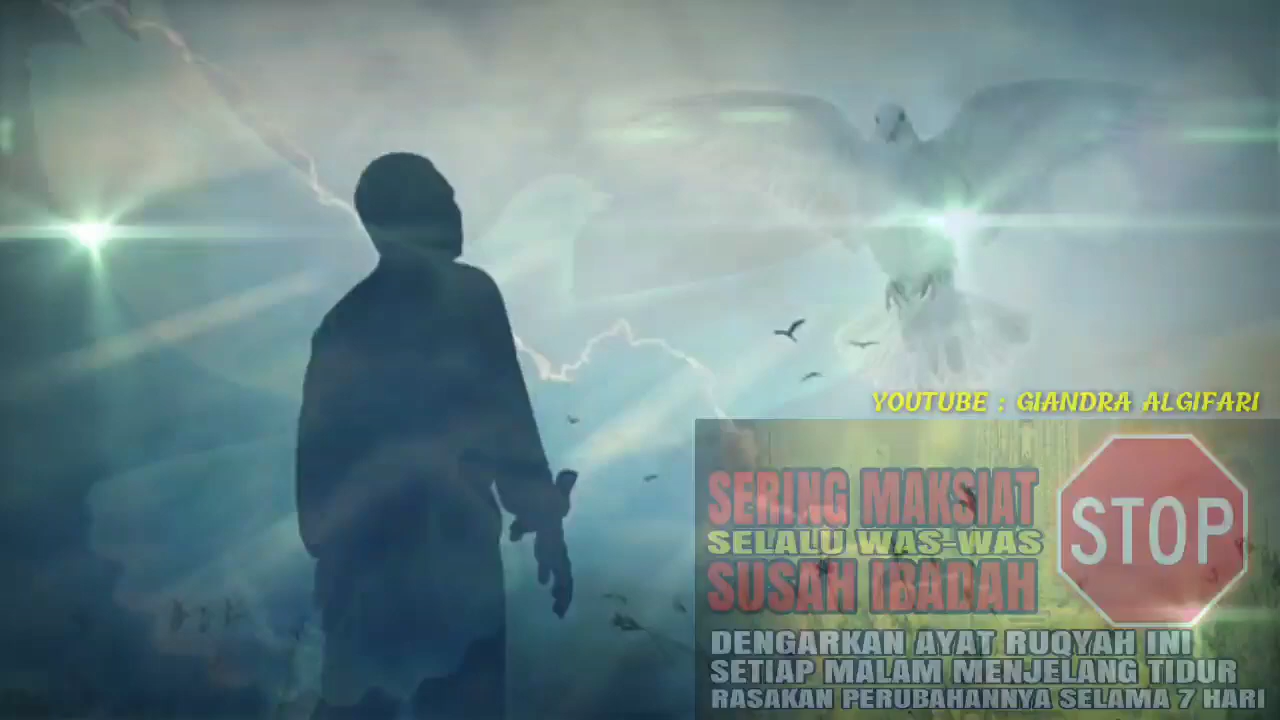 YOUTUBE : GIANDRA ALGIFARI
SERING MAKSIAT
SELALU WAS-WAS
SUSAH IBADAH
STOP
DENGARKAN AYAT RUQYAH INI
SETIAP MALAM MENJELANG TIDUR
RASAKAN PERUBAHANNYA SELAMA 7 HARI